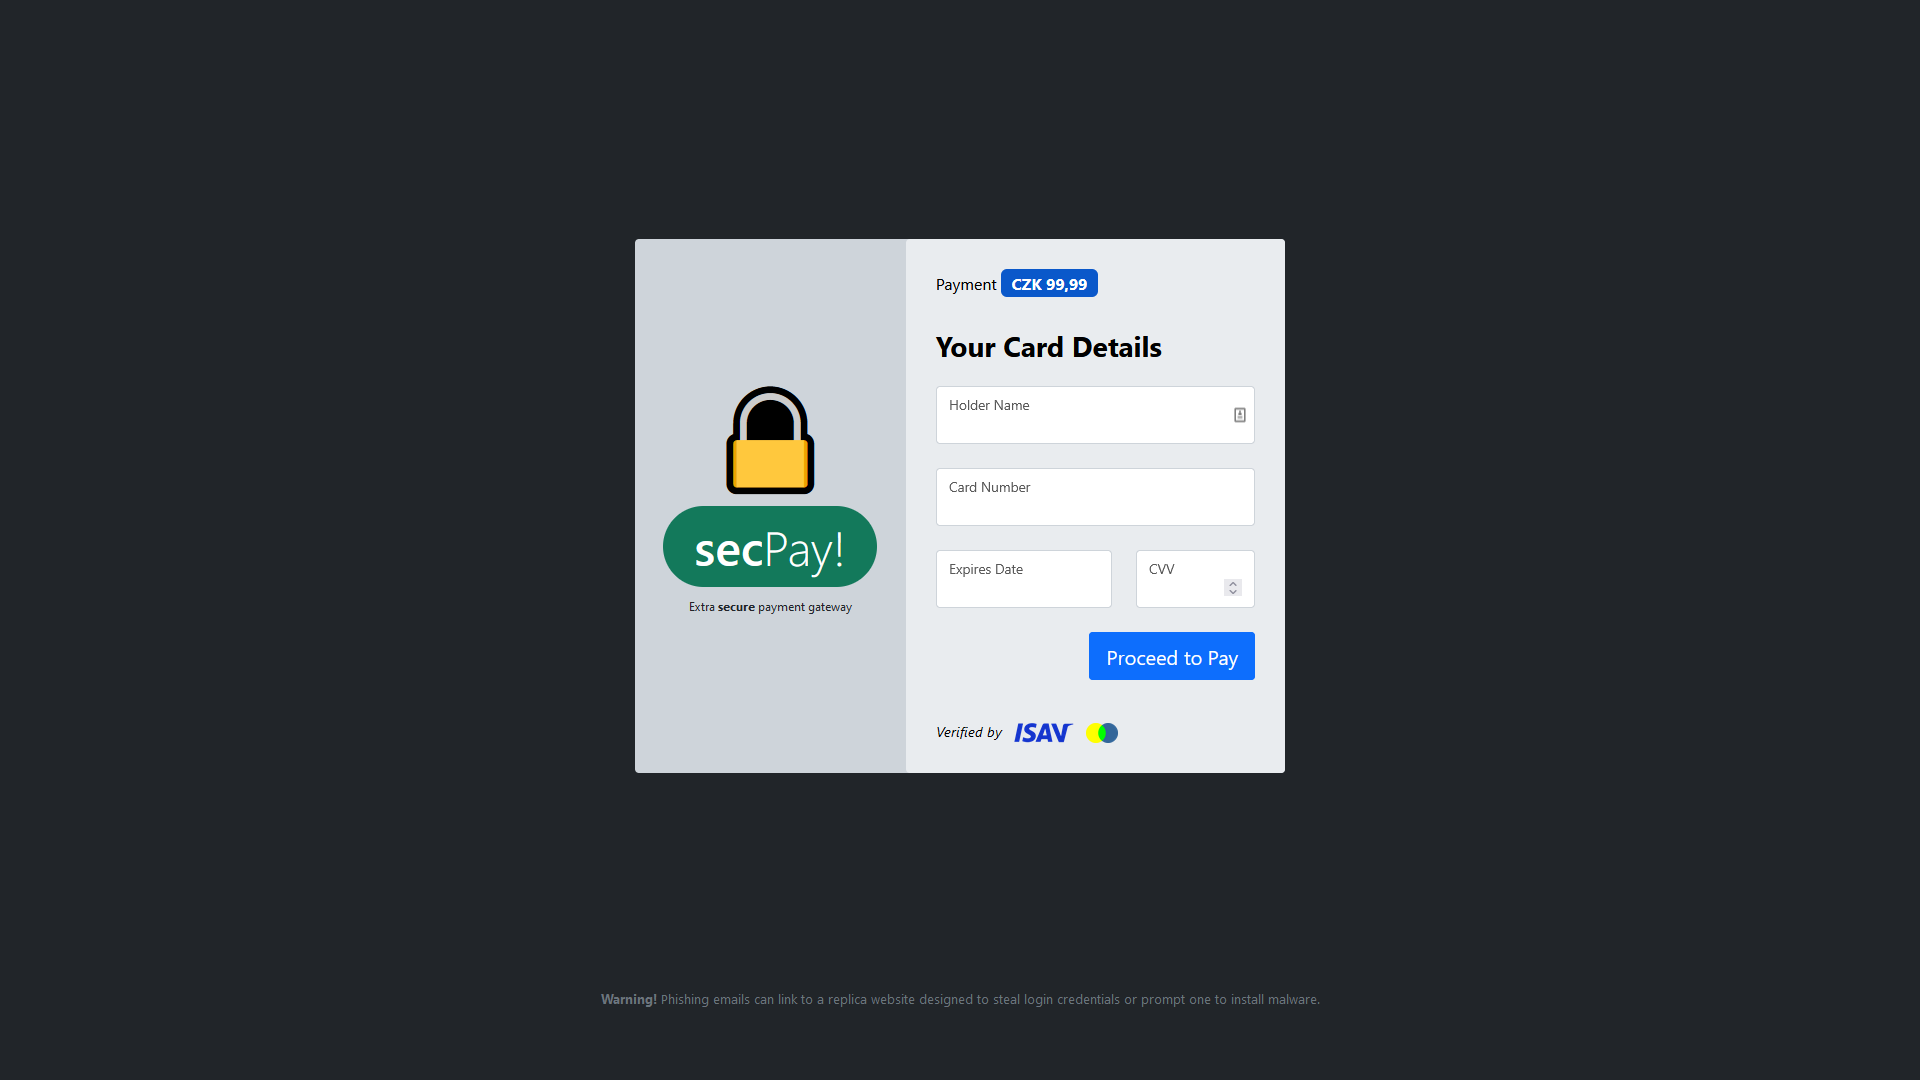 Payment CZK 99,99
Your Card Details
Holder Name
Card Number
Expires Date
CVV
Proceed to Pay
Verified by ISAV
secPay!
Extra secure payment gateway
Warning! Phishing emails can link to a replica website designed to steal login credentials or prompt one to install malware.